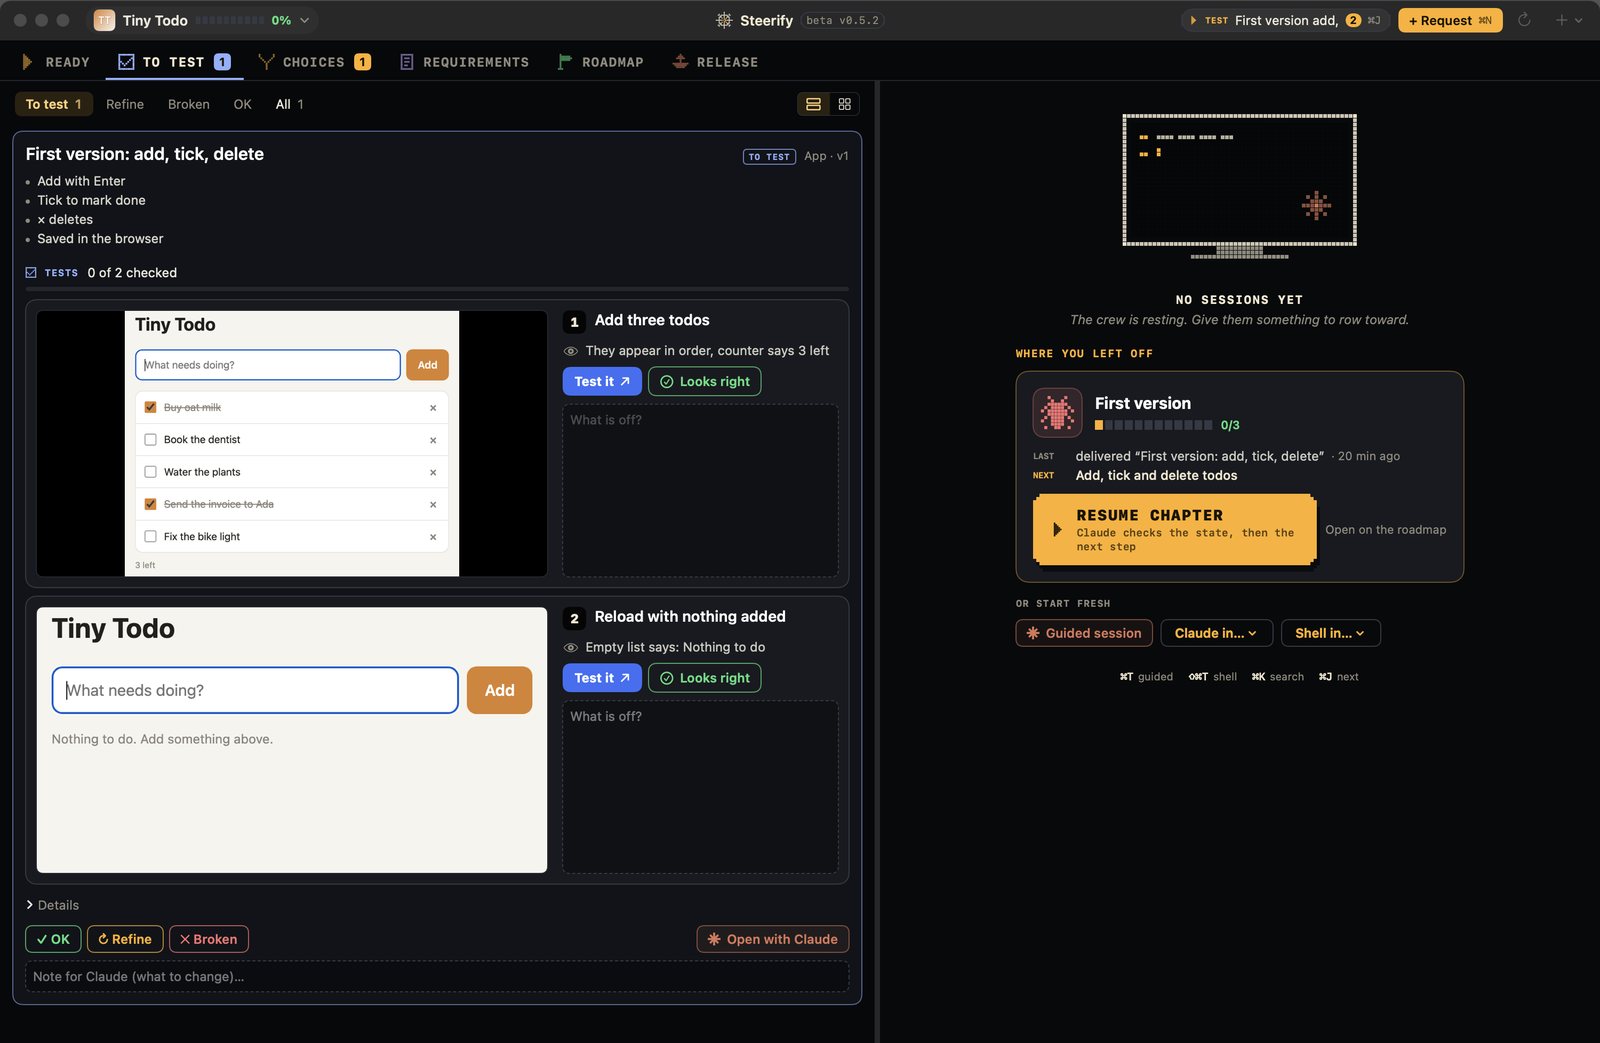 TT Tiny Todo 0%
Steerify beta v0.5.2
TEST First version add, 2 ⌘J
+ Request ⌘N
READY
TO TEST 1
CHOICES 1
REQUIREMENTS
ROADMAP
RELEASE
To test 1 Refine Broken OK All 1
First version: add, tick, delete
TO TEST App · v1
• Add with Enter
• Tick to mark done
• × deletes
• Saved in the browser
TESTS 0 of 2 checked
Tiny Todo
What needs doing? Add
Buy oat milk ×
Book the dentist ×
Water the plants ×
Send the invoice to Ada ×
Fix the bike light ×
3 left
1 Add three todos
They appear in order, counter says 3 left
Test it ↗ Looks right
What is off?
Tiny Todo
What needs doing? Add
Nothing to do. Add something above.
2 Reload with nothing added
Empty list says: Nothing to do
Test it ↗ Looks right
What is off?
Details
OK Refine Broken
Open with Claude
Note for Claude (what to change)...
NO SESSIONS YET
The crew is resting. Give them something to row toward.
WHERE YOU LEFT OFF
First version
0/3
LAST delivered “First version: add, tick, delete” · 20 min ago
NEXT Add, tick and delete todos
RESUME CHAPTER
Claude checks the state, then the
next step
Open on the roadmap
OR START FRESH
Guided session Claude in... Shell in...
⌘T guided ⇧⌘T shell ⌘K search ⌘J next